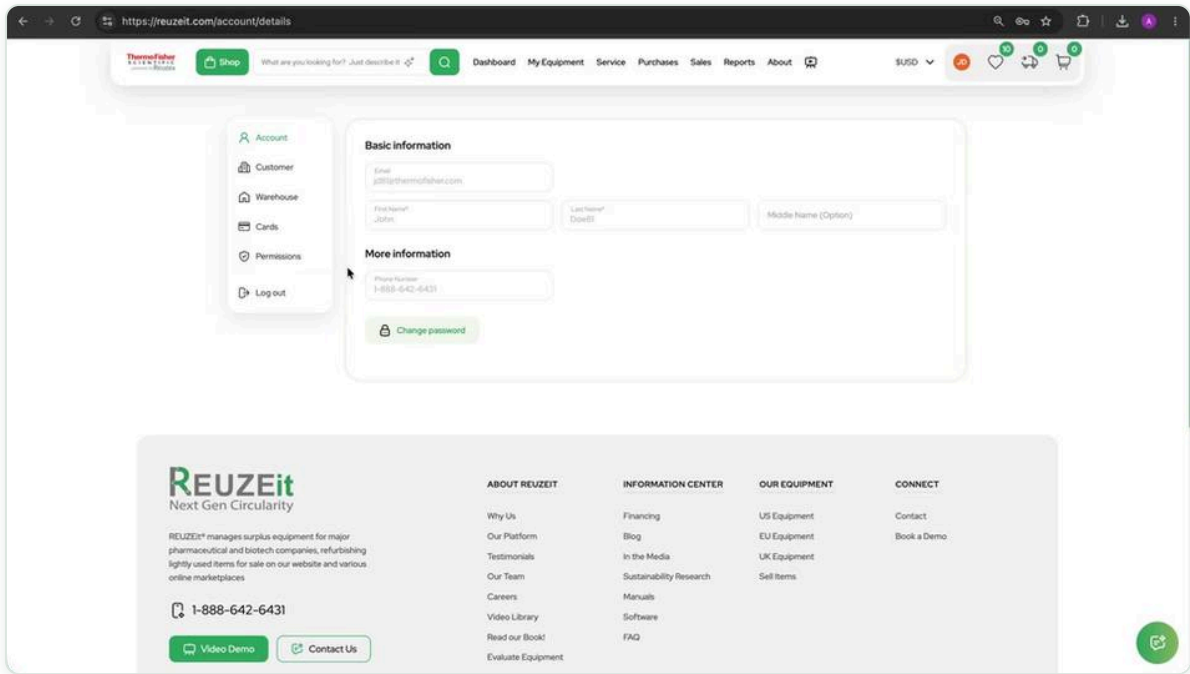 https://reuzeit.com/account/details
ThermoFisher
SCIENTIFIC
Shop
What are you looking for? Just describe it
Dashboard My Equipment Service Purchases Sales Reports About
$USD
JD
10
0
0
Account
Customer
Warehouse
Cards
Permissions
Log out
Basic information
Email
First Name*
John
Last Name*
Middle Name (Option)
More information
Phone Number
1-888-642-6431
Change password
REUZEit
Next Gen Circularity
REUZEit® manages surplus equipment for major
pharmaceutical and biotech companies, refurbishing
lightly used items for sale on our website and various
online marketplaces
1-888-642-6431
Video Demo
Contact Us
ABOUT REUZEIT
Why Us
Our Platform
Testimonials
Our Team
Careers
Video Library
Read our Book!
Evaluate Equipment
INFORMATION CENTER
Financing
Blog
In the Media
Sustainability Research
Manuals
Software
FAQ
OUR EQUIPMENT
US Equipment
EU Equipment
UK Equipment
Sell Items
CONNECT
Contact
Book a Demo